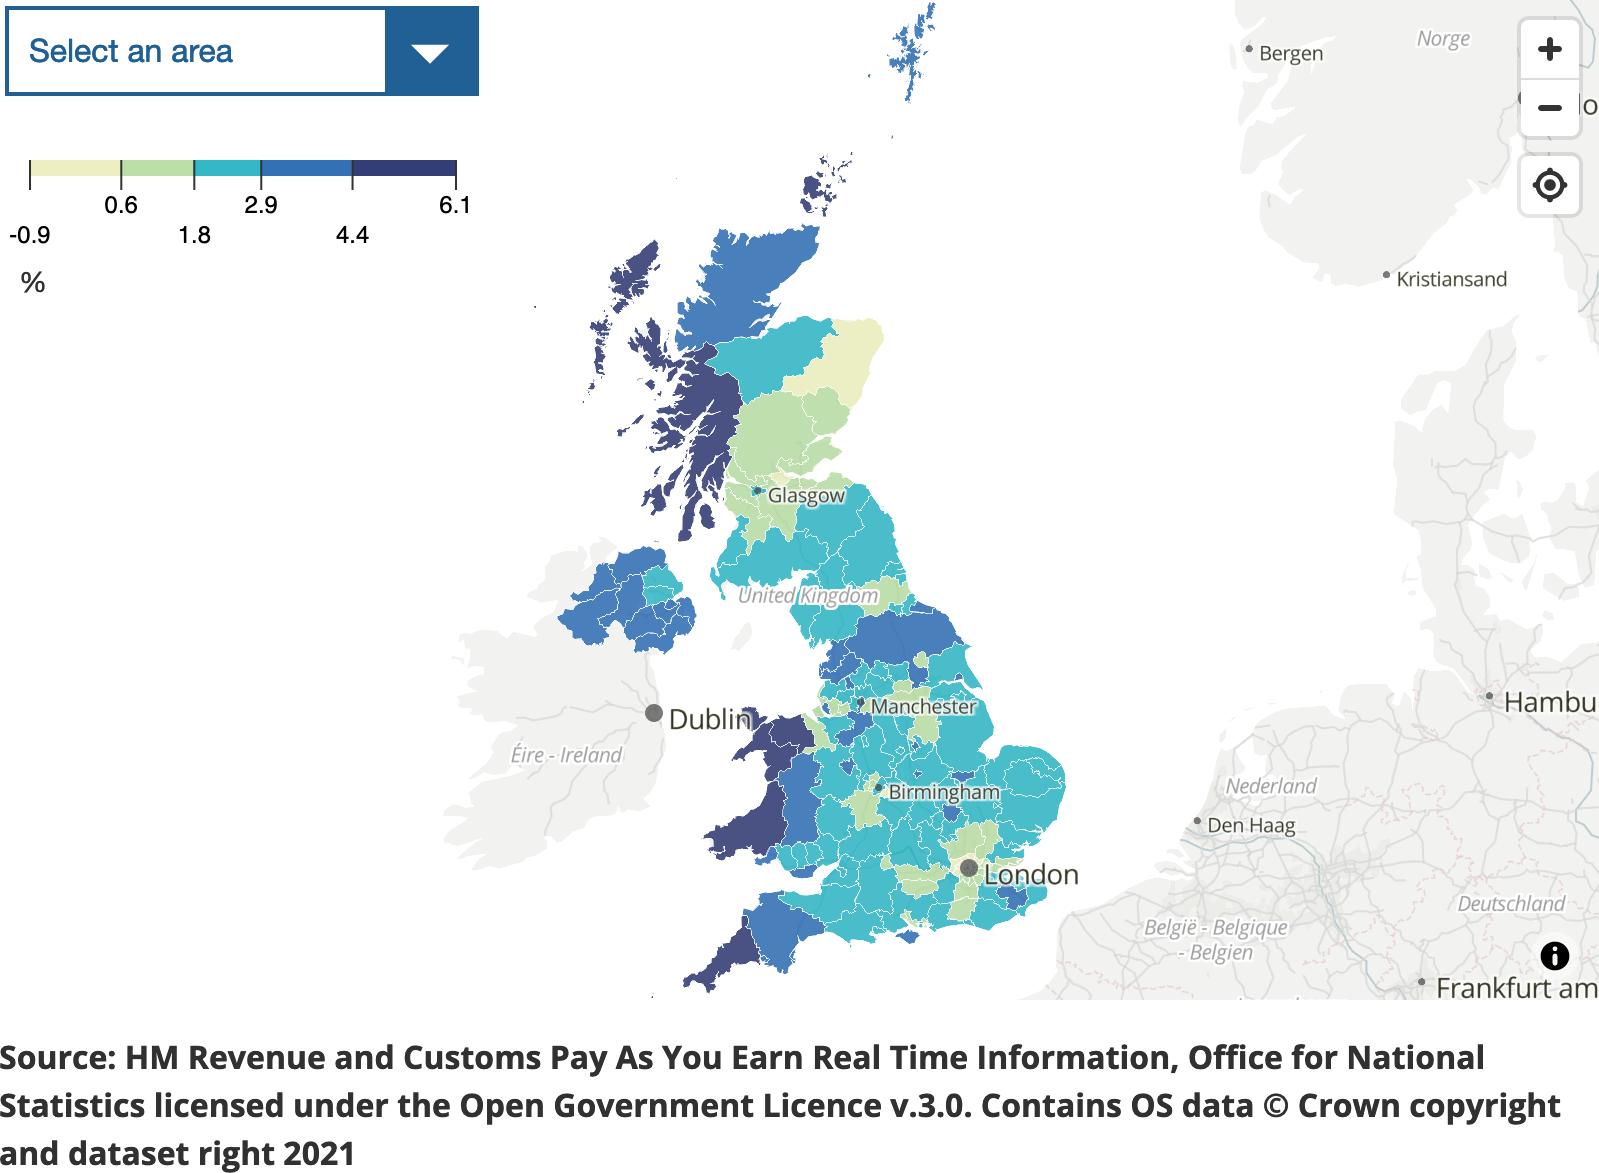 Select an area
-0.9
0.6
1.8
2.9
4.4
6.1
%
Bergen
Norge
Kristiansand
Glasgow
United Kingdom
Dublin
Éire - Ireland
Manchester
Birmingham
London
Hambu
Nederland
Den Haag
Deutschland
België - Belgique
- Belgien
Frankfurt am
Source: HM Revenue and Customs Pay As You Earn Real Time Information, Office for National
Statistics licensed under the Open Government Licence v.3.0. Contains OS data © Crown copyright
and dataset right 2021